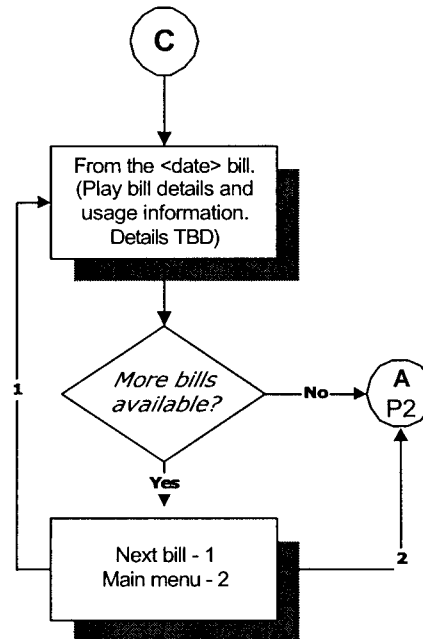 C
From the <date> bill.
(Play bill details and
usage information.
Details TBD)
1
More bills
available?
No
A
P2
Yes
Next bill - 1
Main menu - 2
2